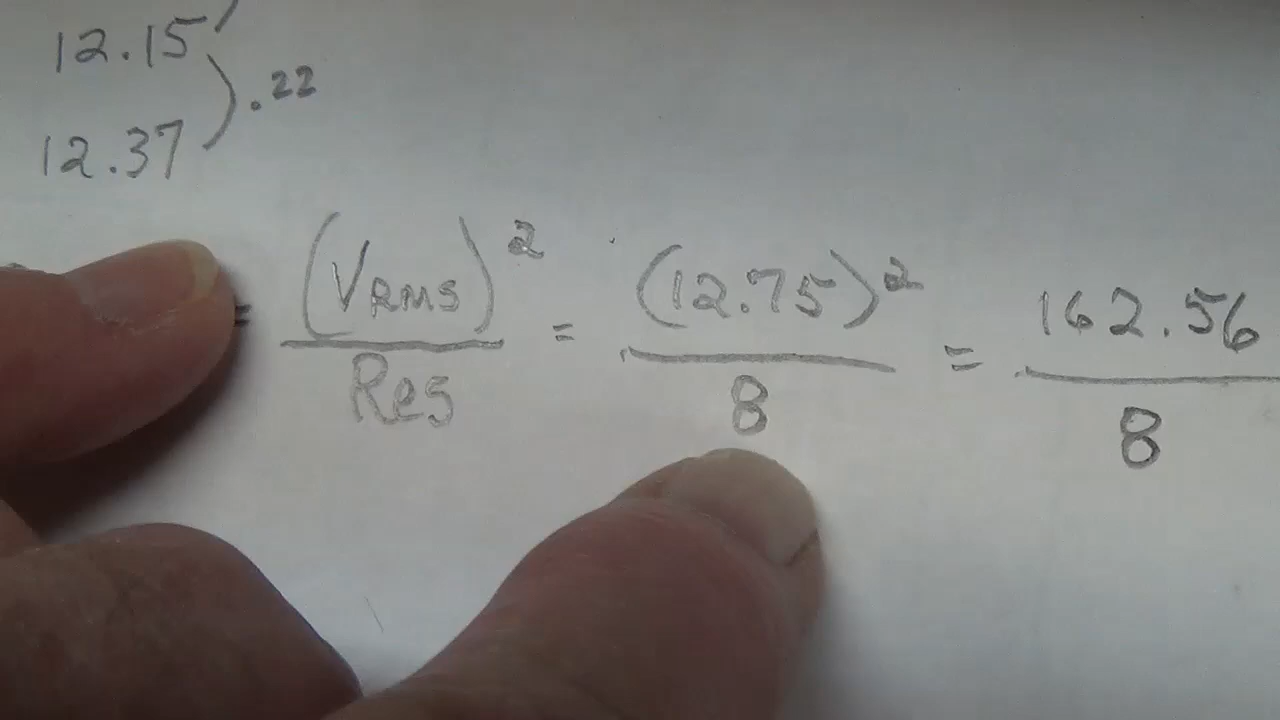 12.15
) .22
12.37
= (VRMS)² / Res = (12.75)² / 8 = 162.56 / 8